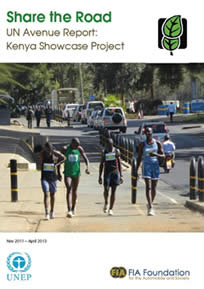 Share the Road
UN Avenue Report:
Kenya Showcase Project
Nov 2011 – April 2013
UNEP
FIA Foundation
for the Automobile and Society